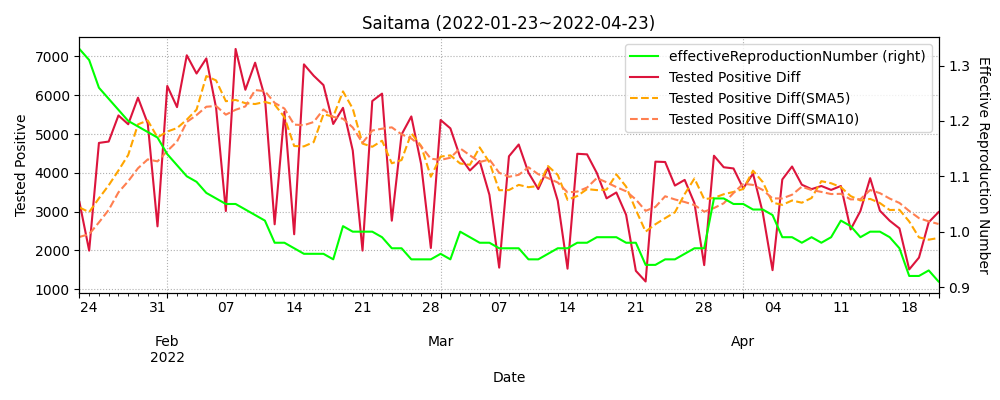 Saitama (2022-01-23~2022-04-23)
effectiveReproductionNumber (right)
Tested Positive Diff
Tested Positive Diff(SMA5)
Tested Positive Diff(SMA10)
Tested Positive
7000
6000
5000
4000
3000
2000
1000
1.3
1.2
1.1
1.0
0.9
Effective Reproduction Number
24 31 07 14 21 28 07 14 21 28 04 11 18
Feb Mar Apr
2022
Date